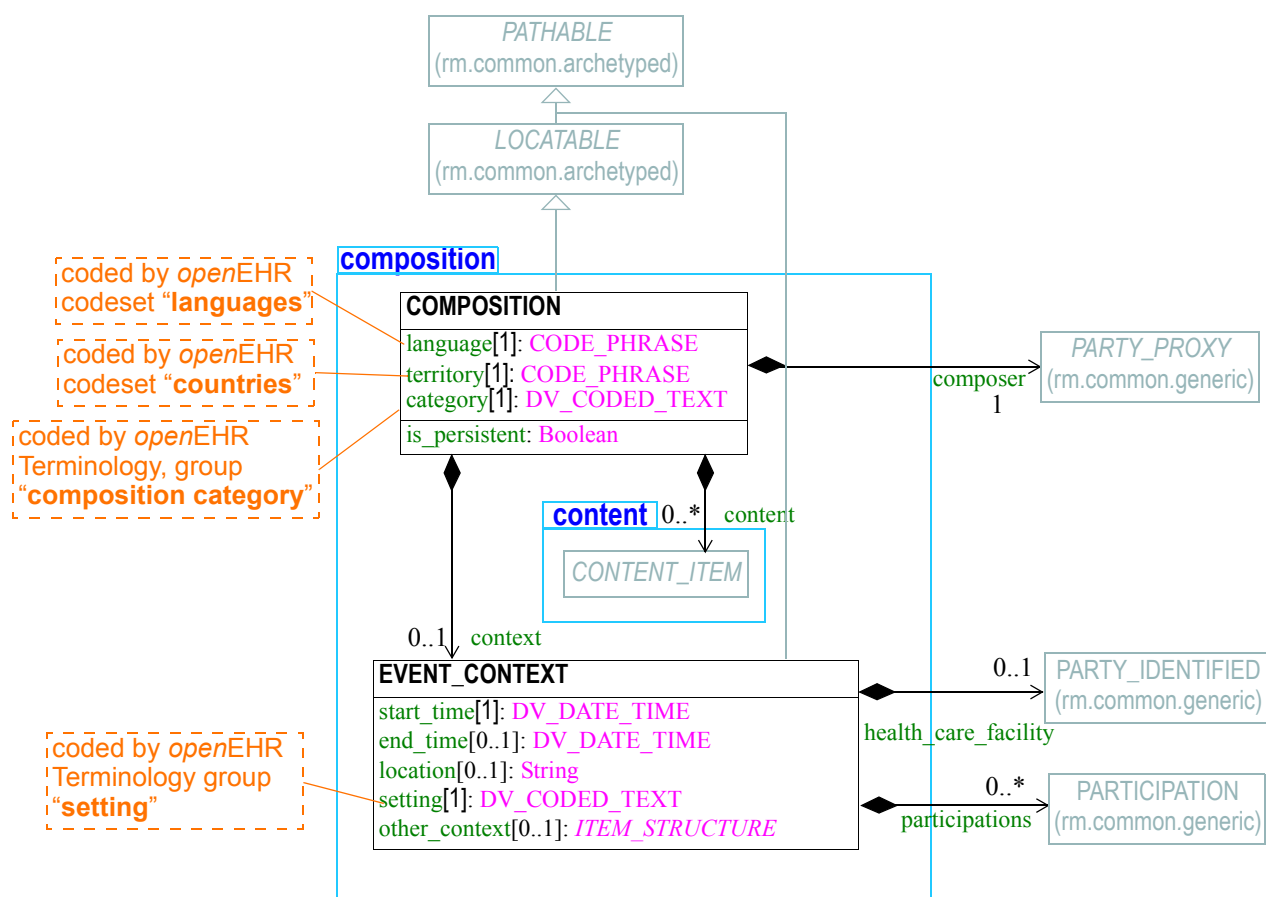 PATHABLE
(rm.common.archetyped)
LOCATABLE
(rm.common.archetyped)
composition
coded by openEHR
codeset “languages”
coded by openEHR
codeset “countries”
coded by openEHR
Terminology, group
“composition category”
COMPOSITION
language[1]: CODE_PHRASE
territory[1]: CODE_PHRASE
category[1]: DV_CODED_TEXT
is_persistent: Boolean
composer
1
PARTY_PROXY
(rm.common.generic)
content
0..*
content
CONTENT_ITEM
0..1
context
EVENT_CONTEXT
start_time[1]: DV_DATE_TIME
end_time[0..1]: DV_DATE_TIME
location[0..1]: String
setting[1]: DV_CODED_TEXT
other_context[0..1]: ITEM_STRUCTURE
coded by openEHR
Terminology group
“setting”
0..1
health_care_facility
PARTY_IDENTIFIED
(rm.common.generic)
0..*
participations
PARTICIPATION
(rm.common.generic)